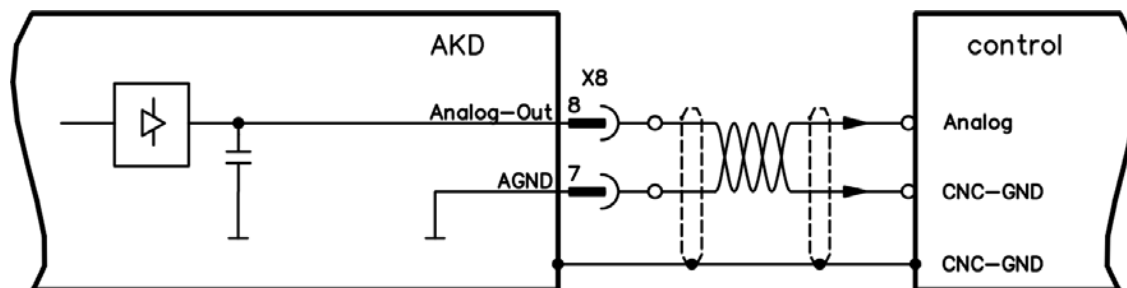 AKD
control
X8
Analog-Out 8
Analog
AGND 7
CNC-GND
CNC-GND